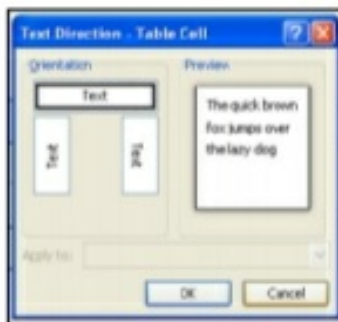 Text Direction - Table Cell
Orientation
Preview
Text
Text
Text
The quick brown
fox jumps over
the lazy dog
Apply to:
OK
Cancel